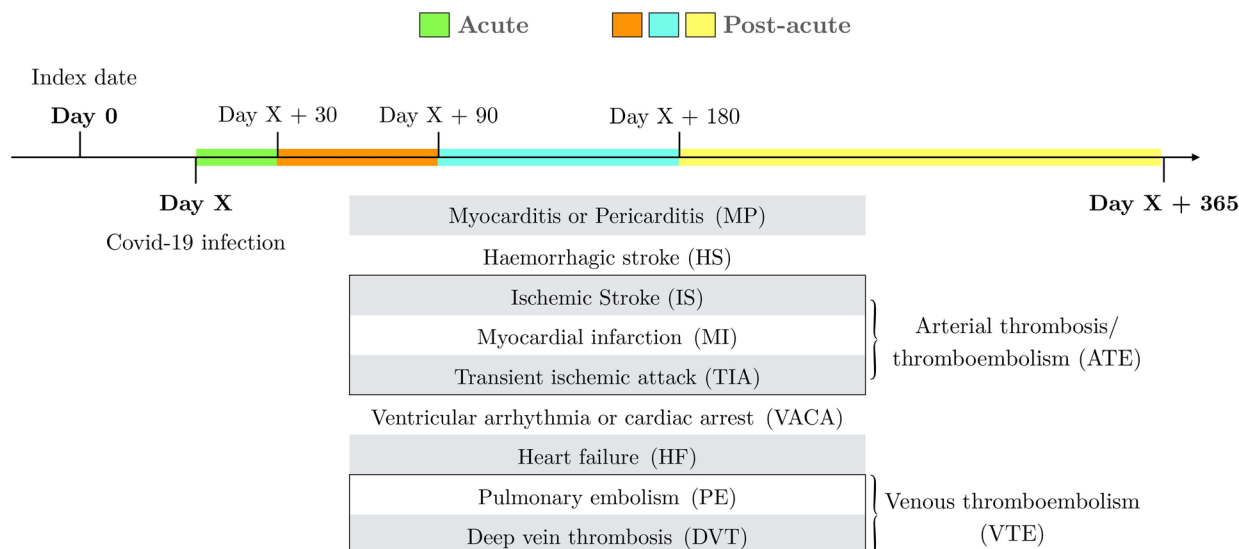 Acute
Post-acute
Index date
Day 0
Day X + 30
Day X + 90
Day X + 180
Day X
Day X + 365
Covid-19 infection
Myocarditis or Pericarditis (MP)
Haemorrhagic stroke (HS)
Ischemic Stroke (IS)
Myocardial infarction (MI)
Transient ischemic attack (TIA)
Arterial thrombosis/
thromboembolism (ATE)
Ventricular arrhythmia or cardiac arrest (VACA)
Heart failure (HF)
Pulmonary embolism (PE)
Deep vein thrombosis (DVT)
Venous thromboembolism
(VTE)